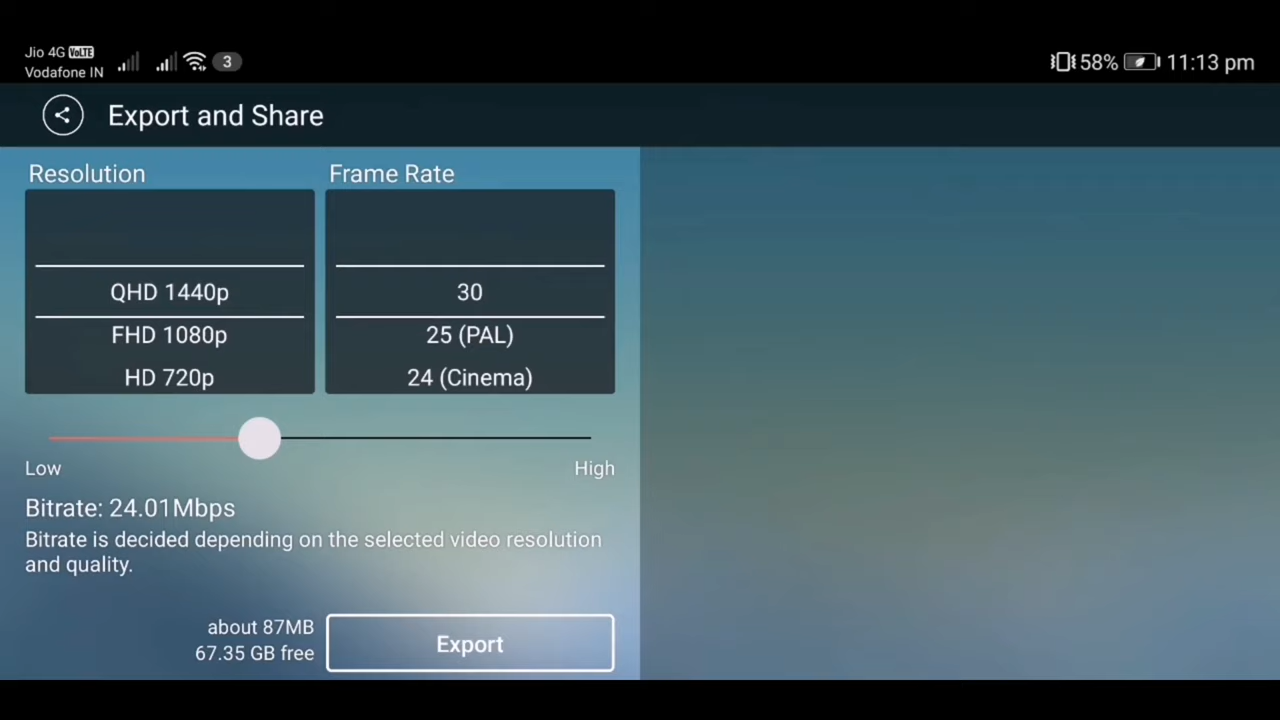 Jio 4G VoLTE
Vodafone IN
3
58% 11:13 pm
Export and Share
Resolution
Frame Rate
QHD 1440p
30
FHD 1080p
25 (PAL)
HD 720p
24 (Cinema)
Low
High
Bitrate: 24.01Mbps
Bitrate is decided depending on the selected video resolution
and quality.
about 87MB
67.35 GB free
Export